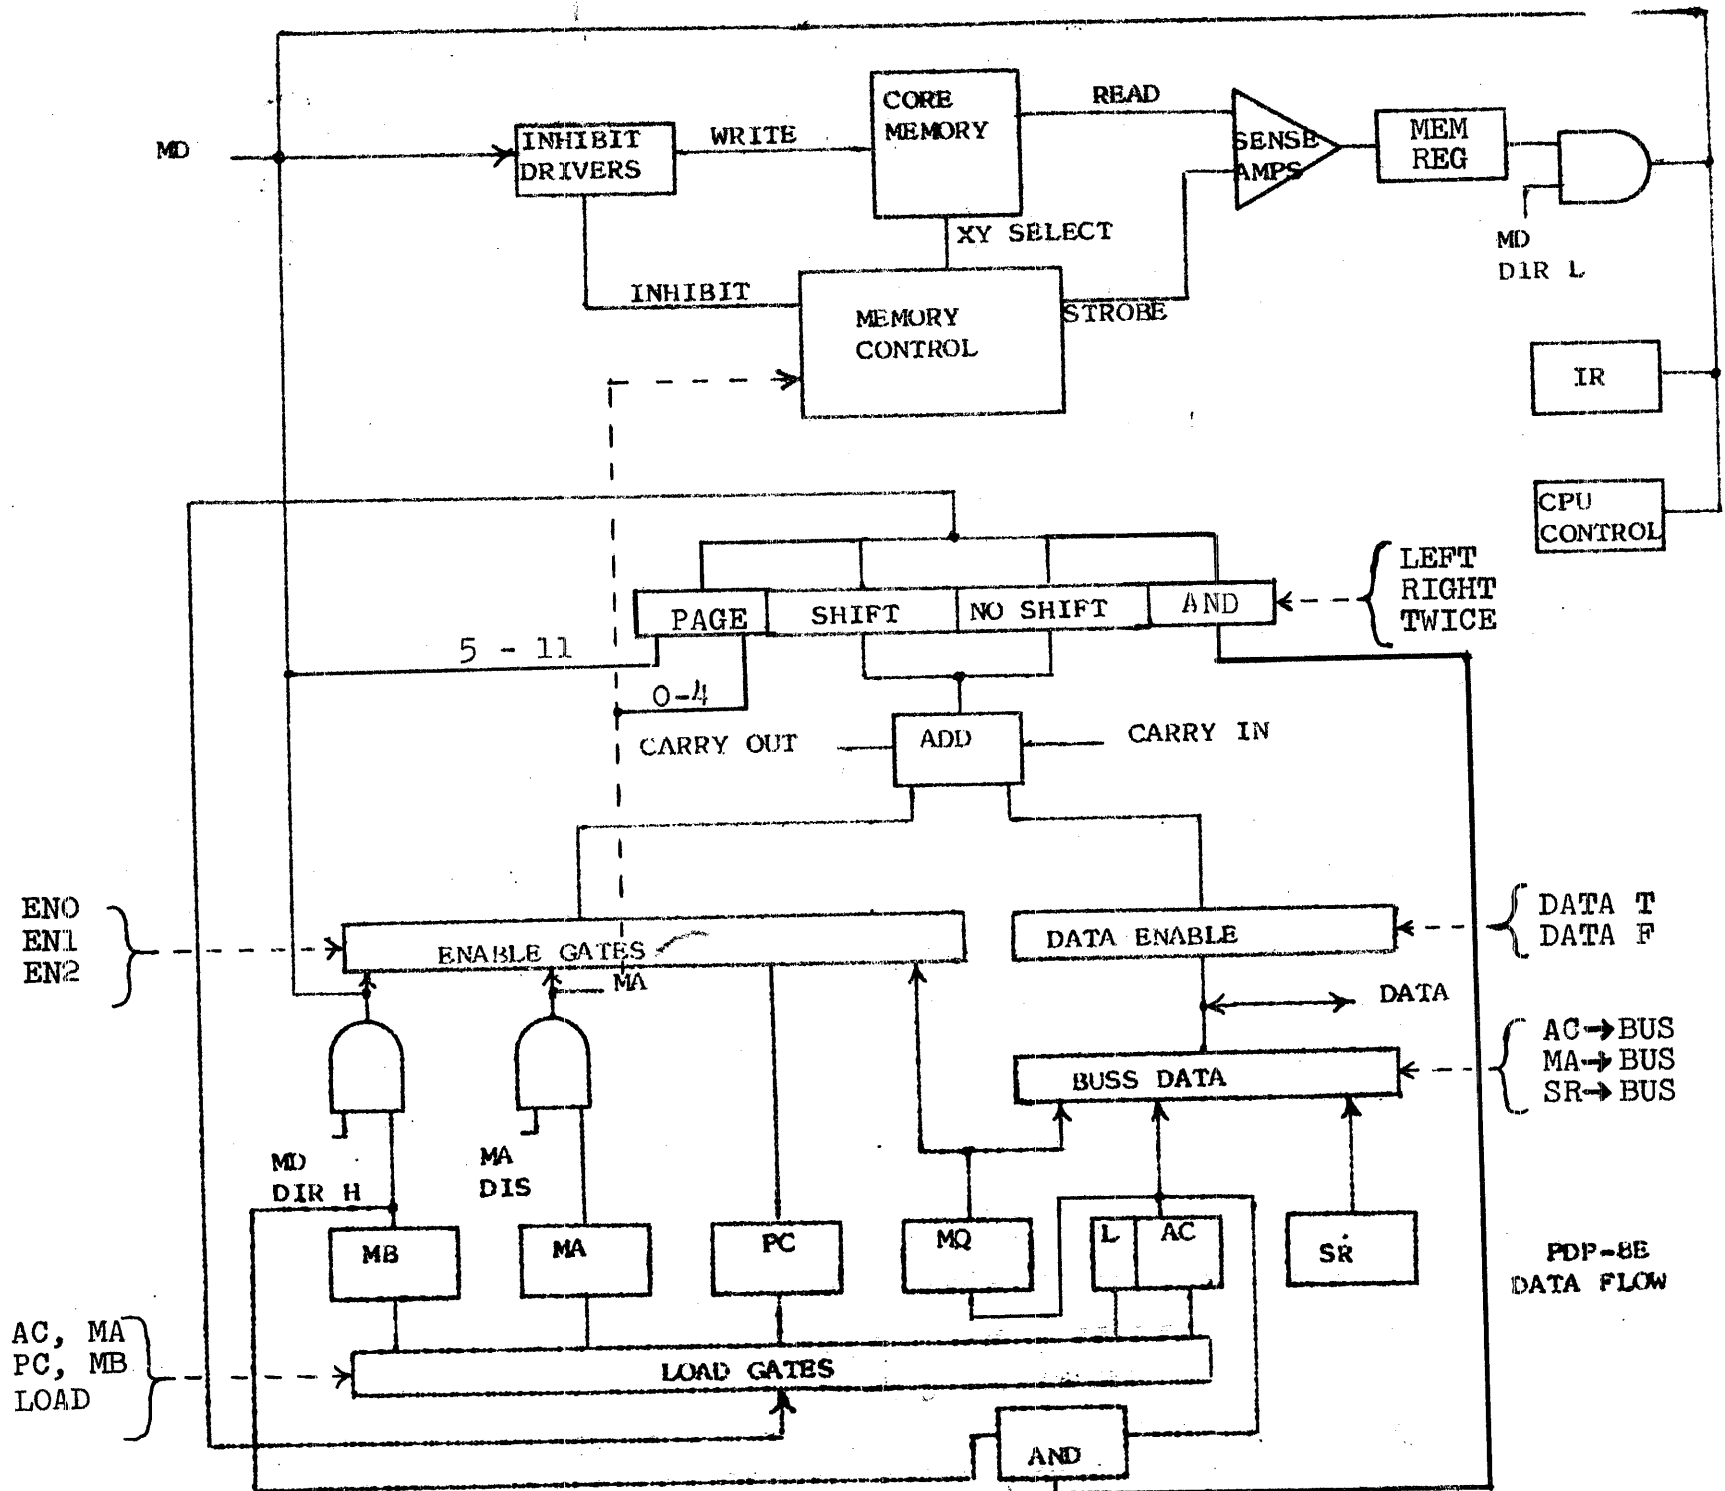 CORE
MEMORY
READ
MD
INHIBIT
DRIVERS
WRITE
SENSE
AMPS
MEM
REG
XY SELECT
MD
DIR L
INHIBIT
STROBE
MEMORY
CONTROL
IR
CPU
CONTROL
PAGE
SHIFT
NO SHIFT
AND
LEFT
RIGHT
TWICE
5 - 11
0-4
CARRY OUT
ADD
CARRY IN
EN0
EN1
EN2
ENABLE GATES
DATA ENABLE
DATA T
DATA F
MA
DATA
BUSS DATA
AC→BUS
MA→BUS
SR→BUS
MD
DIR H
MA
DIS
MB
MA
PC
MQ
L
AC
SR
PDP-8E
DATA FLOW
AC, MA
PC, MB
LOAD
LOAD GATES
AND